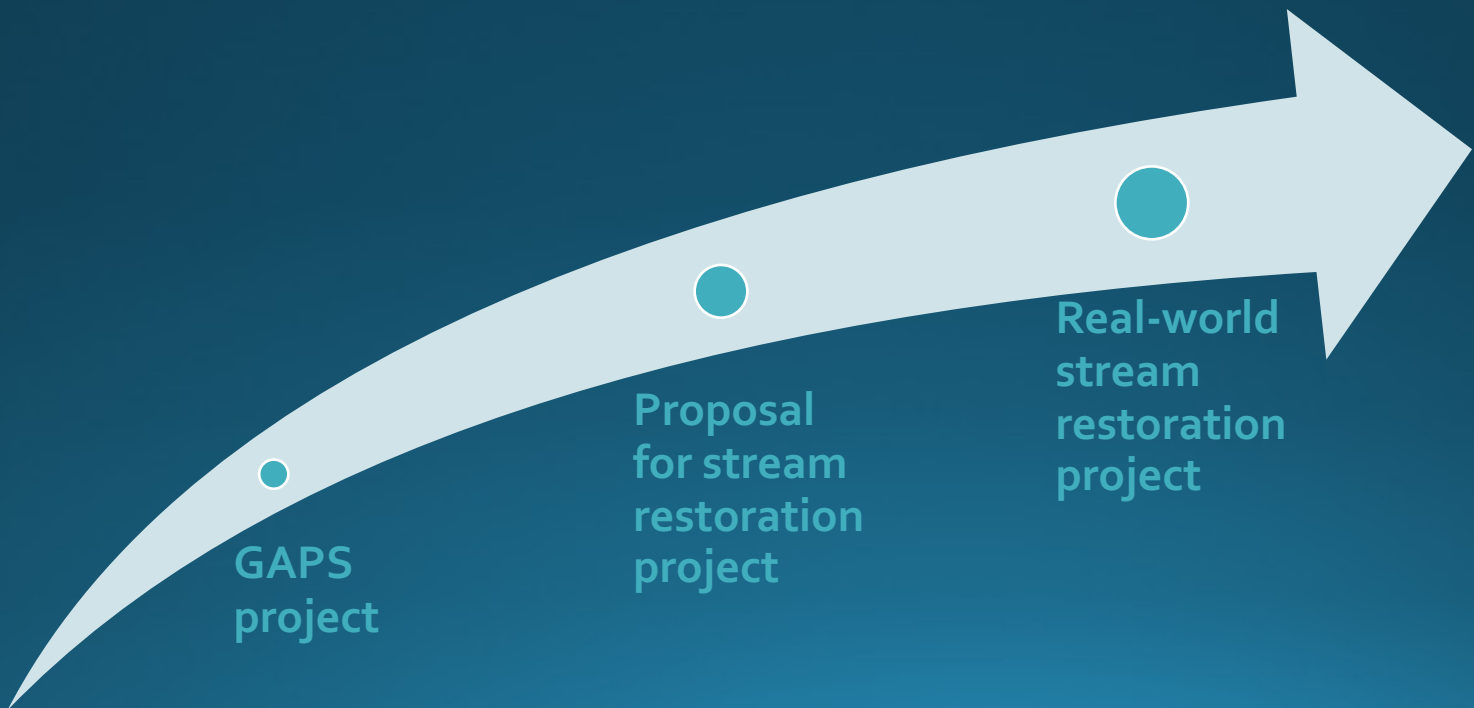 GAPS
project
Proposal
for stream
restoration
project
Real-world
stream
restoration
project